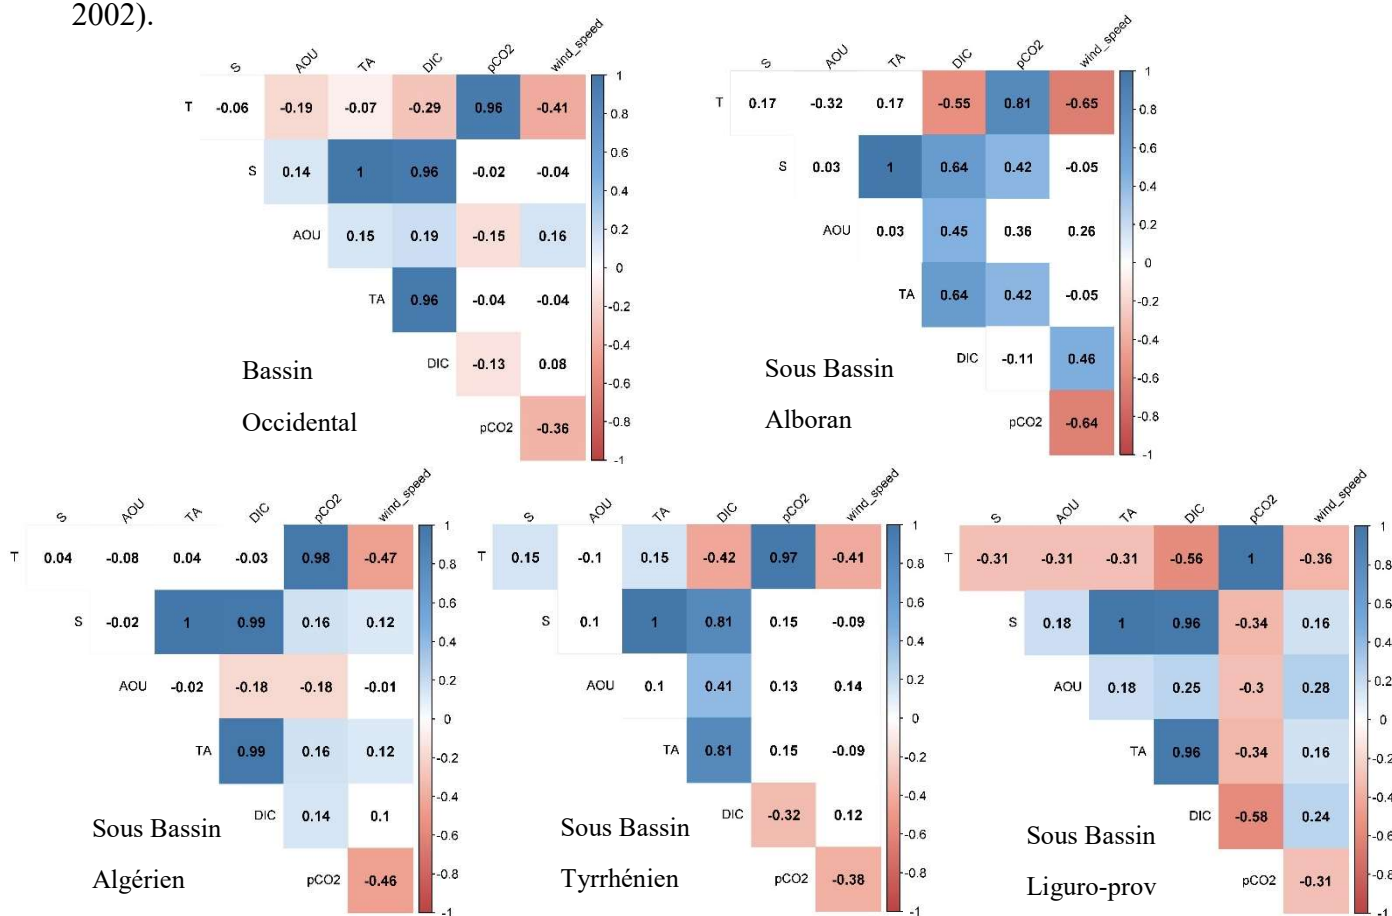 2002).
S AOU TA DIC pCO2 wind_speed
T -0.06 -0.19 -0.07 -0.29 0.96 -0.41
S 0.14 1 0.96 -0.02 -0.04
AOU 0.15 0.19 -0.15 0.16
TA 0.96 -0.04 -0.04
DIC -0.13 0.08
pCO2 -0.36
1
0.8
0.6
0.4
0.2
0
-0.2
-0.4
-0.6
-0.8
-1
Bassin
Occidental
S AOU TA DIC pCO2 wind_speed
T 0.17 -0.32 0.17 -0.55 0.81 -0.65
S 0.03 1 0.64 0.42 -0.05
AOU 0.03 0.45 0.36 0.26
TA 0.64 0.42 -0.05
DIC -0.11 0.46
pCO2 -0.64
1
0.8
0.6
0.4
0.2
0
-0.2
-0.4
-0.6
-0.8
-1
Sous Bassin
Alboran
S AOU TA DIC pCO2 wind_speed
T 0.04 -0.08 0.04 -0.03 0.98 -0.47
S -0.02 1 0.99 0.16 0.12
AOU -0.02 -0.18 -0.18 -0.01
TA 0.99 0.16 0.12
DIC 0.14 0.1
pCO2 -0.46
1
0.8
0.6
0.4
0.2
0
-0.2
-0.4
-0.6
-0.8
-1
Sous Bassin
Algérien
S AOU TA DIC pCO2 wind_speed
T 0.15 -0.1 0.15 -0.42 0.97 -0.41
S 0.1 1 0.81 0.15 -0.09
AOU 0.1 0.41 0.13 0.14
TA 0.81 0.15 -0.09
DIC -0.32 0.12
pCO2 -0.38
1
0.8
0.6
0.4
0.2
0
-0.2
-0.4
-0.6
-0.8
-1
Sous Bassin
Tyrrhénien
S AOU TA DIC pCO2 wind_speed
T -0.31 -0.31 -0.31 -0.56 1 -0.36
S 0.18 1 0.96 -0.34 0.16
AOU 0.18 0.25 -0.3 0.28
TA 0.96 -0.34 0.16
DIC -0.58 0.24
pCO2 -0.31
1
0.8
0.6
0.4
0.2
0
-0.2
-0.4
-0.6
-0.8
-1
Sous Bassin
Liguro-prov